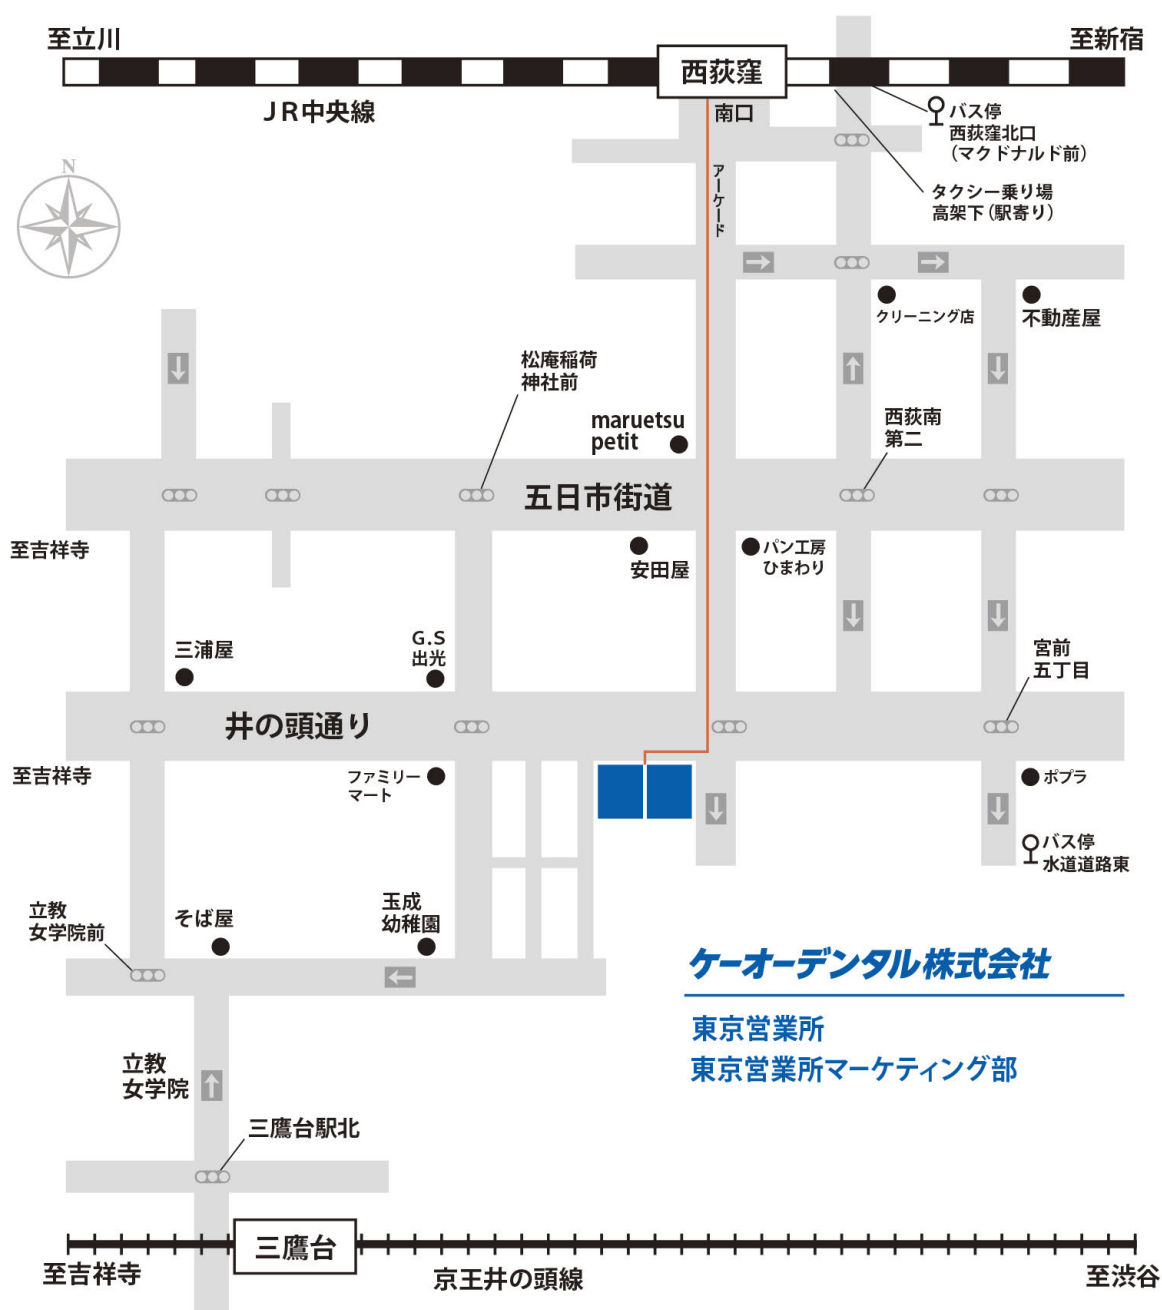 至立川
至新宿
西荻窪
JR中央線
南口
バス停
西荻窪北口
(マクドナルド前)
N
アーケード
タクシー乗り場
高架下(駅寄り)
クリーニング店
不動産屋
松庵稲荷
神社前
maruetsu
petit
西荻南
第二
五日市街道
至吉祥寺
安田屋
パン工房
ひまわり
三浦屋
G.S
出光
宮前
五丁目
井の頭通り
至吉祥寺
ファミリー
マート
ポプラ
バス停
水道道路東
立教
女学院前
そば屋
玉成
幼稚園
ケーオーデンタル株式会社
東京営業所
東京営業所マーケティング部
立教
女学院
三鷹台駅北
三鷹台
至吉祥寺
京王井の頭線
至渋谷